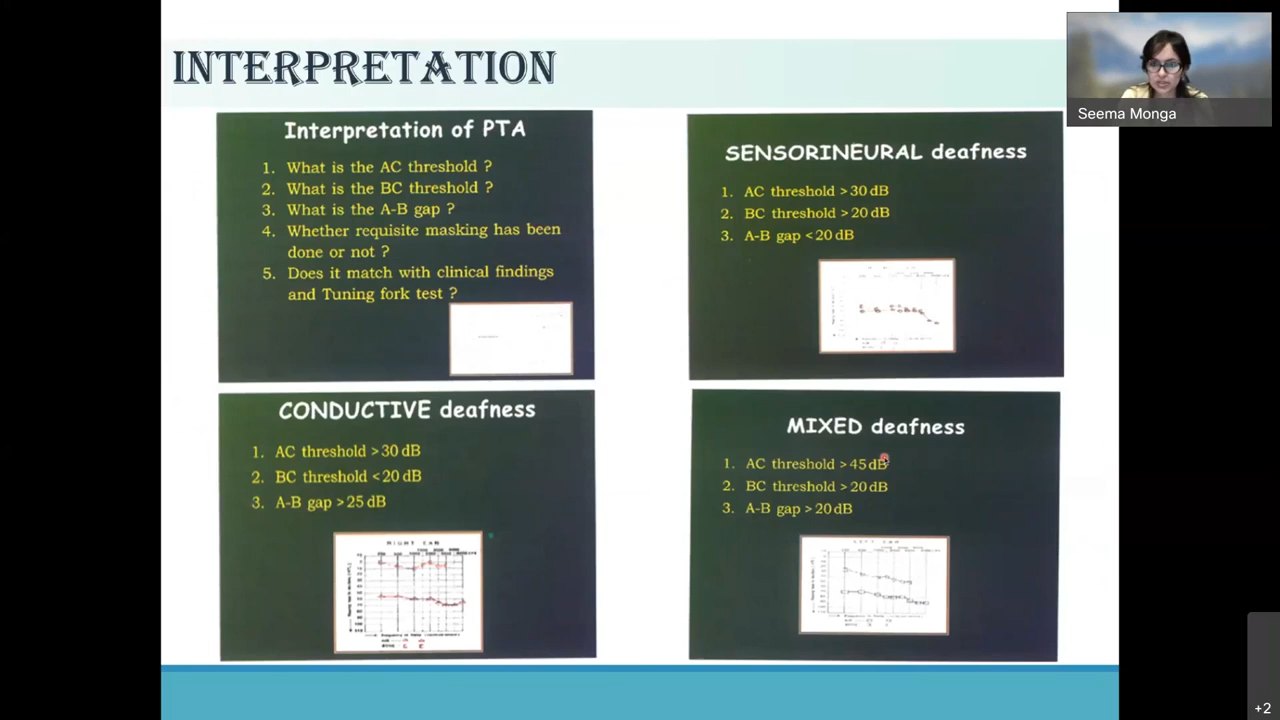 INTERPRETATION
Seema Monga
Interpretation of PTA
1. What is the AC threshold ?
2. What is the BC threshold ?
3. What is the A-B gap ?
4. Whether requisite masking has been
done or not ?
5. Does it match with clinical findings
and Tuning fork test ?
SENSORINEURAL deafness
1. AC threshold >30 dB
2. BC threshold >20 dB
3. A-B gap <20 dB
CONDUCTIVE deafness
1. AC threshold >30 dB
2. BC threshold <20 dB
3. A-B gap >25 dB
RIGHT EAR
MIXED deafness
1. AC threshold >45 dB
2. BC threshold >20 dB
3. A-B gap >20 dB
LEFT EAR
+2